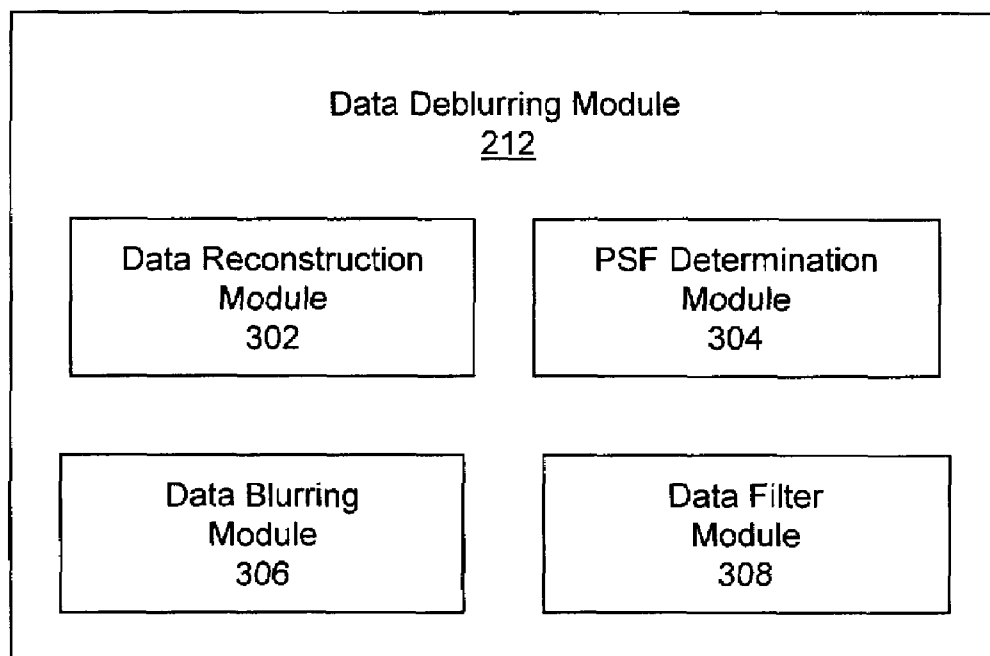 Data Deblurring Module
212
Data Reconstruction
Module
302
PSF Determination
Module
304
Data Blurring
Module
306
Data Filter
Module
308